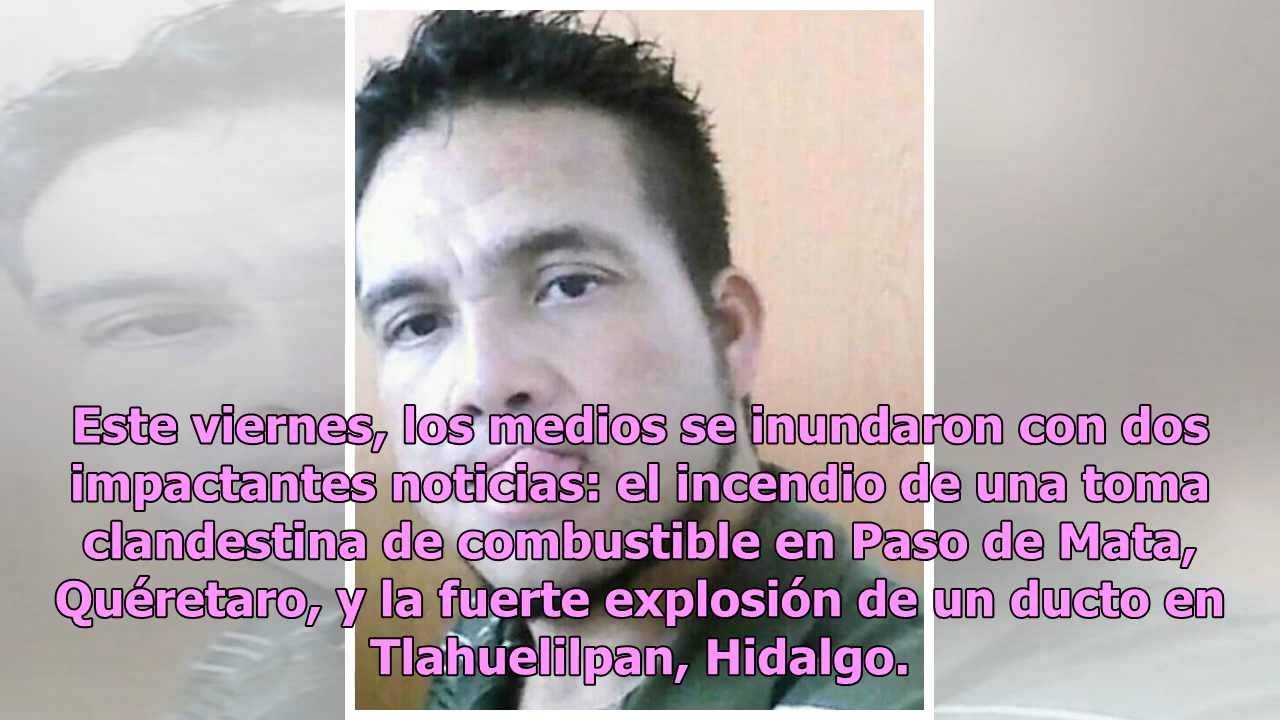 Este viernes, los medios se inundaron con dos
impactantes noticias: el incendio de una toma
clandestina de combustible en Paso de Mata,
Quéretaro, y la fuerte explosión de un ducto en
Tlahuelilpan, Hidalgo.